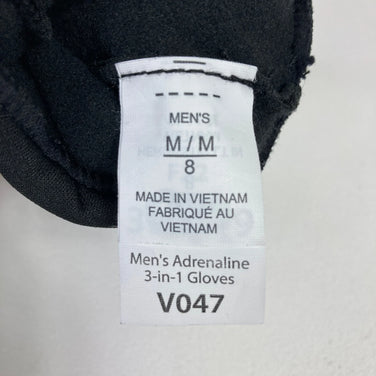 MEN'S
M/M
8
MADE IN VIETNAM
FABRIQUÉ AU
VIETNAM
Men's Adrenaline
3-in-1 Gloves
V047